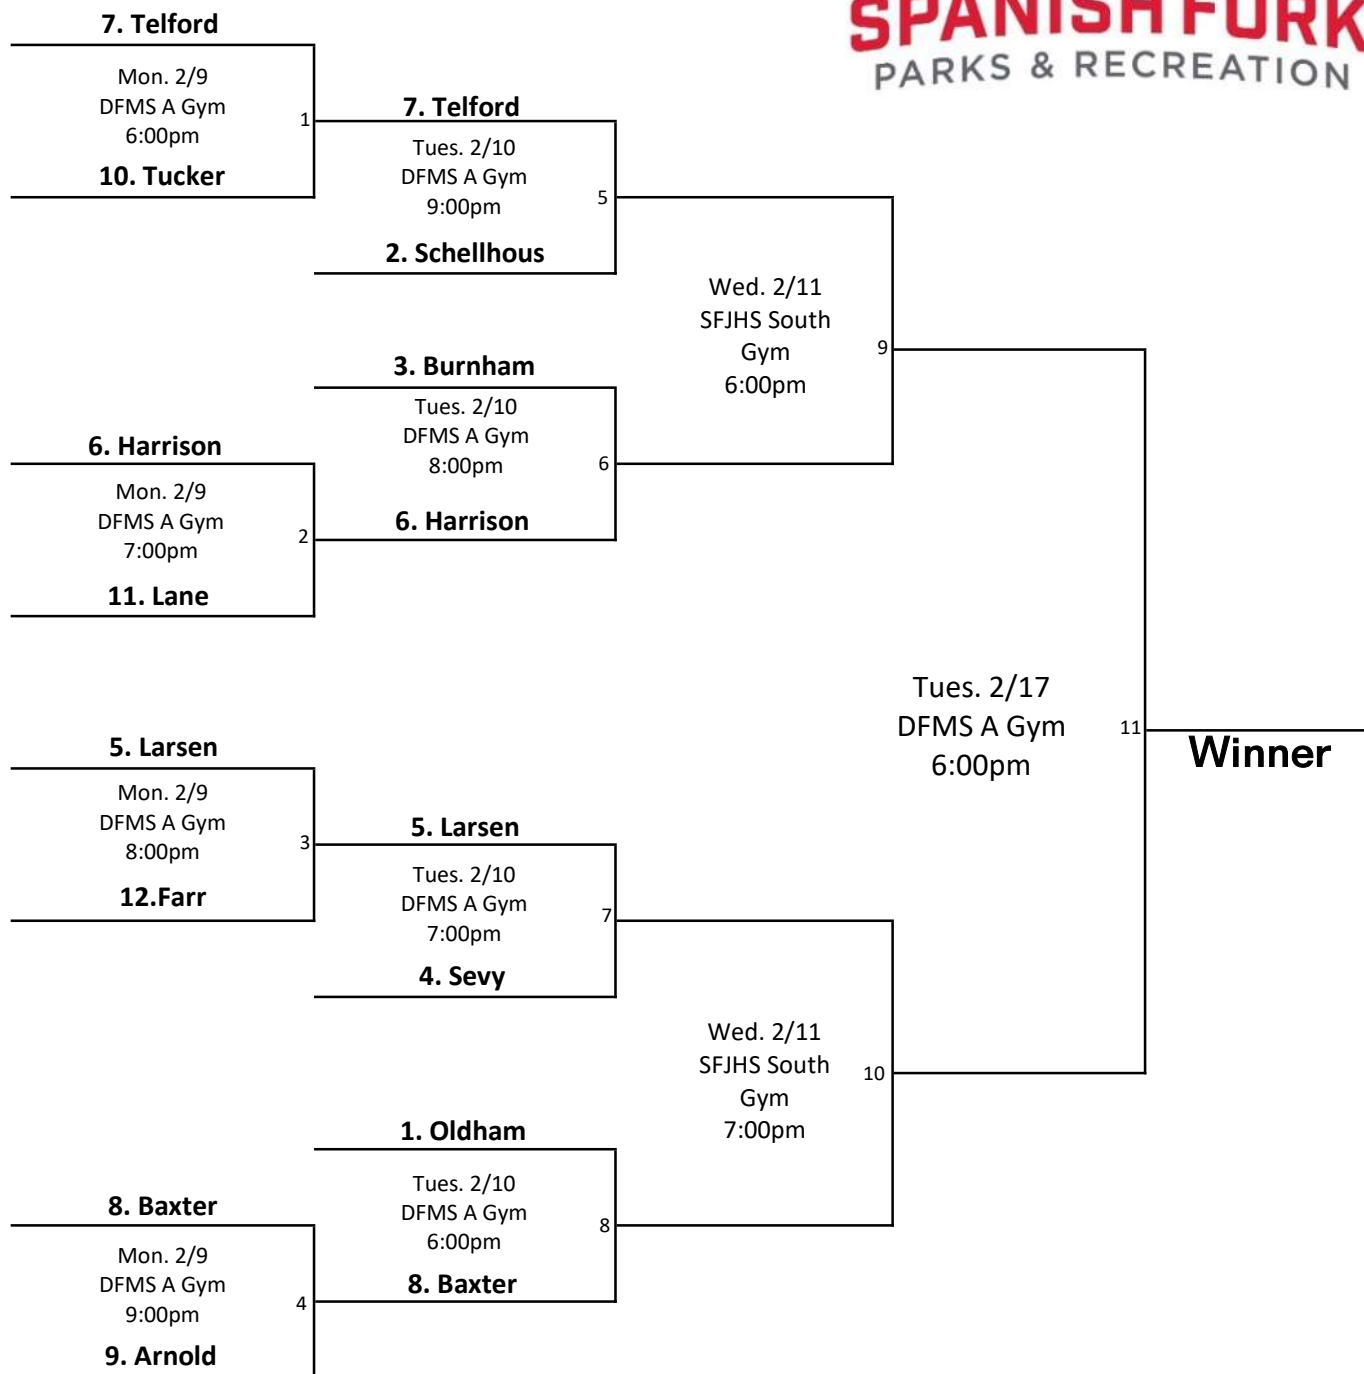 SPANISH FORK
PARKS & RECREATION
7. Telford
Mon. 2/9
DFMS A Gym
6:00pm
1
10. Tucker
7. Telford
Tues. 2/10
DFMS A Gym
9:00pm
5
2. Schellhous
Wed. 2/11
SFJHS South
Gym
6:00pm
9
3. Burnham
Tues. 2/10
DFMS A Gym
8:00pm
6
6. Harrison
6. Harrison
Mon. 2/9
DFMS A Gym
7:00pm
2
11. Lane
Tues. 2/17
DFMS A Gym
6:00pm
11
Winner
5. Larsen
Mon. 2/9
DFMS A Gym
8:00pm
3
12.Farr
5. Larsen
Tues. 2/10
DFMS A Gym
7:00pm
7
4. Sevy
Wed. 2/11
SFJHS South
Gym
7:00pm
10
1. Oldham
Tues. 2/10
DFMS A Gym
6:00pm
8
8. Baxter
8. Baxter
Mon. 2/9
DFMS A Gym
9:00pm
4
9. Arnold